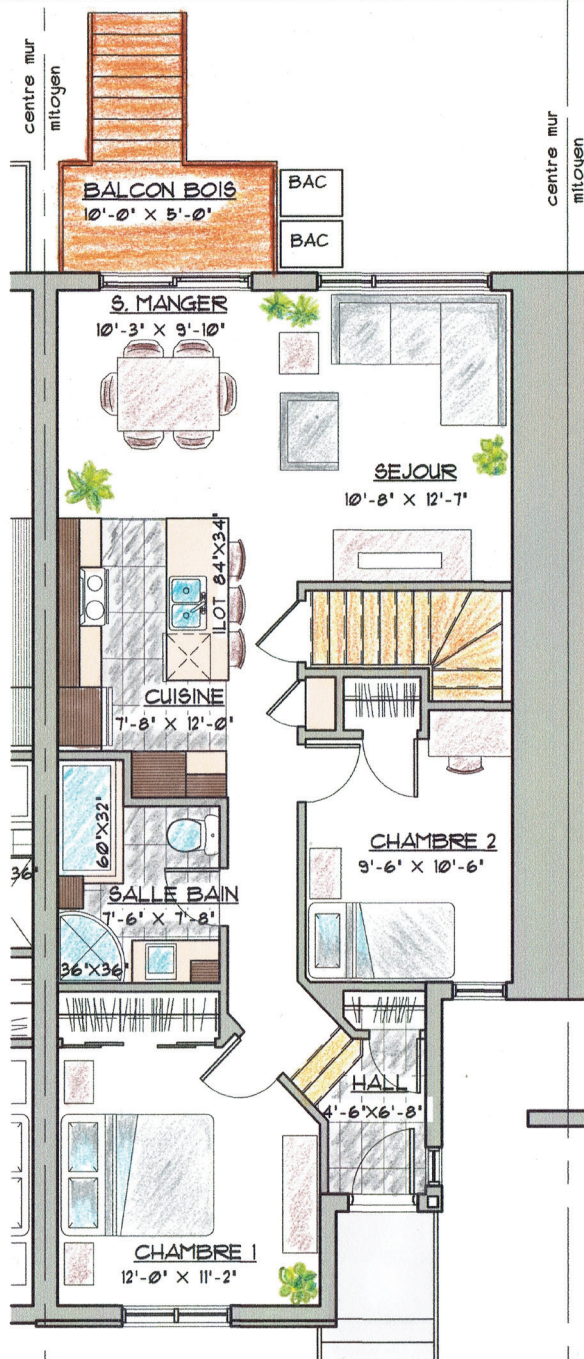 centre mur
mitoyen
centre mur
mitoyen
BALCON BOIS
10'-0" X 5'-0"
BAC
BAC
S. MANGER
10'-3" X 9'-10"
SEJOUR
10'-8" X 12'-7"
ILOT 84"X34"
CUISINE
7'-8" X 12'-0"
60"X32"
CHAMBRE 2
9'-6" X 10'-6"
36"
SALLE BAIN
7'-6" X 7'-8"
36"X36"
HALL
4'-6"X6'-8"
CHAMBRE 1
12'-0" X 11'-2"